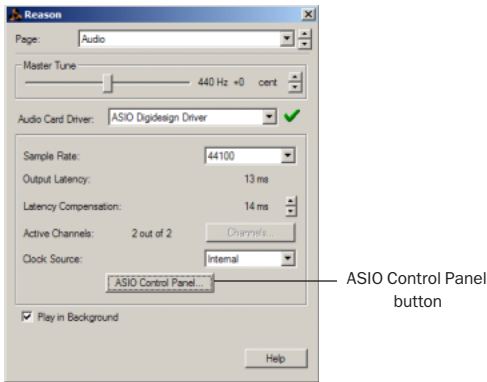 Reason
Page: Audio
Master Tune
440 Hz +0 cent
Audio Card Driver: ASIO Digidesign Driver
Sample Rate: 44100
Output Latency: 13 ms
Latency Compensation: 14 ms
Active Channels: 2 out of 2 Channels...
Clock Source: Internal
ASIO Control Panel...
ASIO Control Panel
button
Play in Background
Help